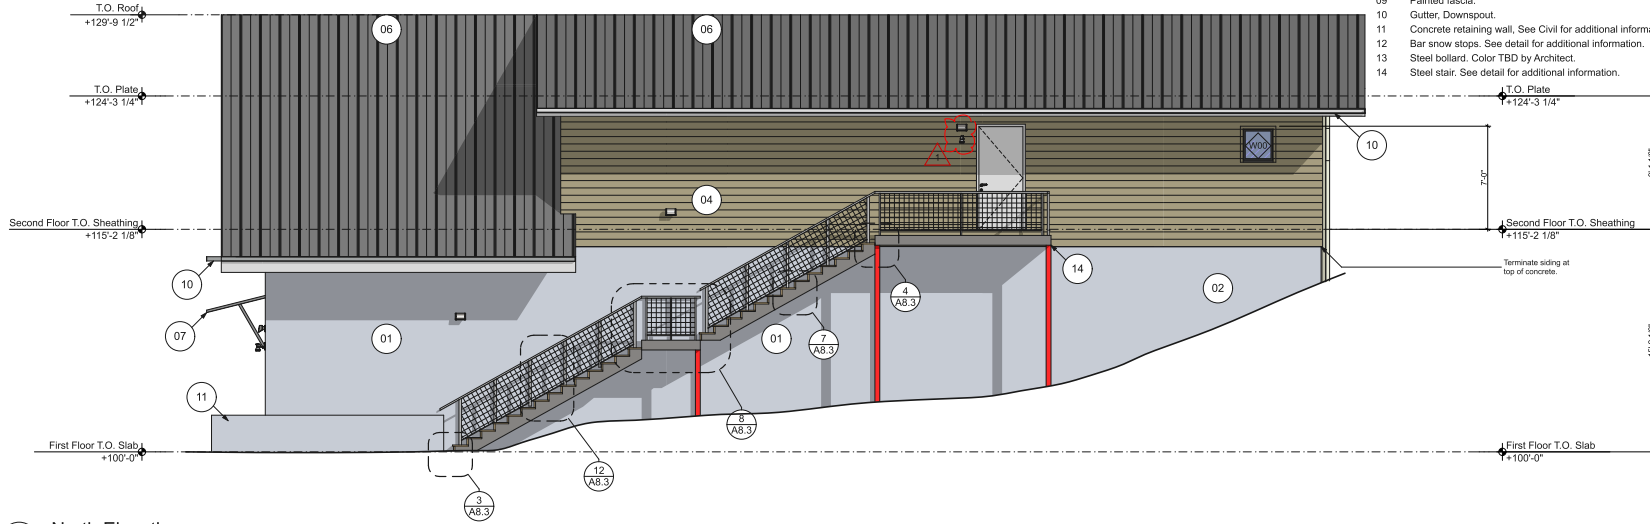 T.O. Roof
+129'-9 1/2"
06
06
09 Painted fascia.
10 Gutter, Downspout.
11 Concrete retaining wall, See Civil for additional
12 Bar snow stops. See detail for additional information.
13 Steel bollard. Color TBD by Architect.
14 Steel stair. See detail for additional information.
T.O. Plate
+124'-3 1/4"
T.O. Plate
+124'-3 1/4"
1
W00
10
7'-0"
04
Second Floor T.O. Sheathing
+115'-2 1/8"
Second Floor T.O. Sheathing
+115'-2 1/8"
Terminate siding at
top of concrete.
10
14
02
4
A8.3
07
01
01
7
A8.3
11
8
A8.3
First Floor T.O. Slab
+100'-0"
First Floor T.O. Slab
+100'-0"
12
A8.3
3
A8.3